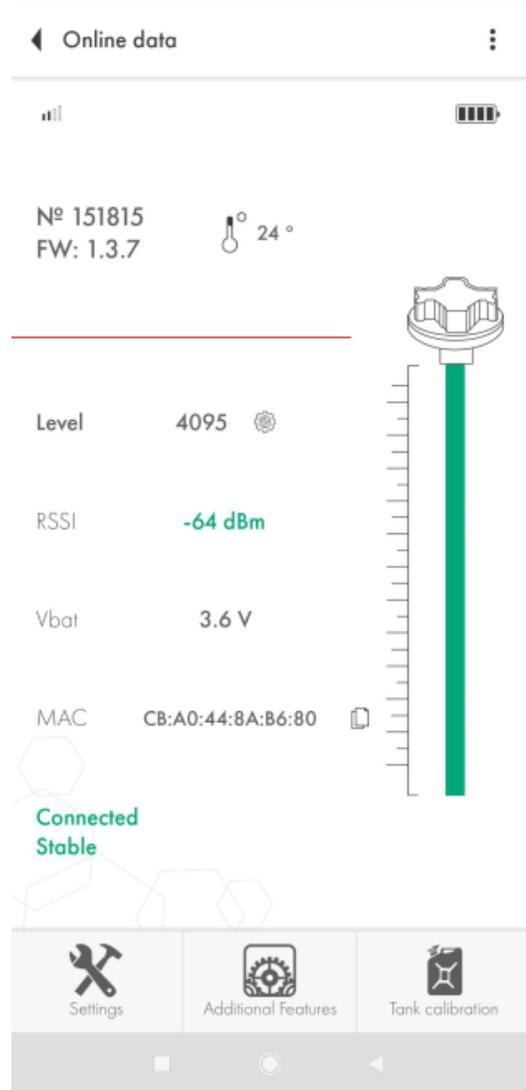 Online data
Nº 151815
FW: 1.3.7
24 °
Level 4095
RSSI -64 dBm
Vbat 3.6 V
MAC CB:A0:44:8A:B6:80
Connected
Stable
Settings
Additional Features
Tank calibration